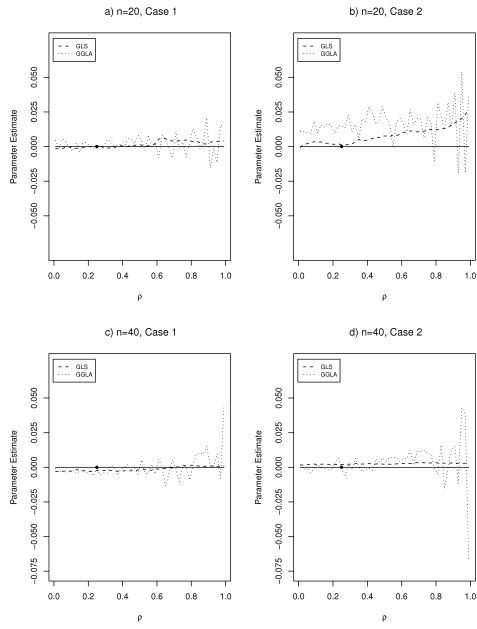 a) n=20, Case 1
GLS
GGLA
Parameter Estimate
0.050
0.025
0.000
−0.025
−0.050
0.0 0.2 0.4 0.6 0.8 1.0
ρ
b) n=20, Case 2
GLS
GGLA
Parameter Estimate
0.050
0.025
0.000
−0.025
−0.050
0.0 0.2 0.4 0.6 0.8 1.0
ρ
c) n=40, Case 1
GLS
GGLA
Parameter Estimate
0.050
0.025
0.000
−0.025
−0.050
−0.075
0.0 0.2 0.4 0.6 0.8 1.0
ρ
d) n=40, Case 2
GLS
GGLA
Parameter Estimate
0.050
0.025
0.000
−0.025
−0.050
−0.075
0.0 0.2 0.4 0.6 0.8 1.0
ρ